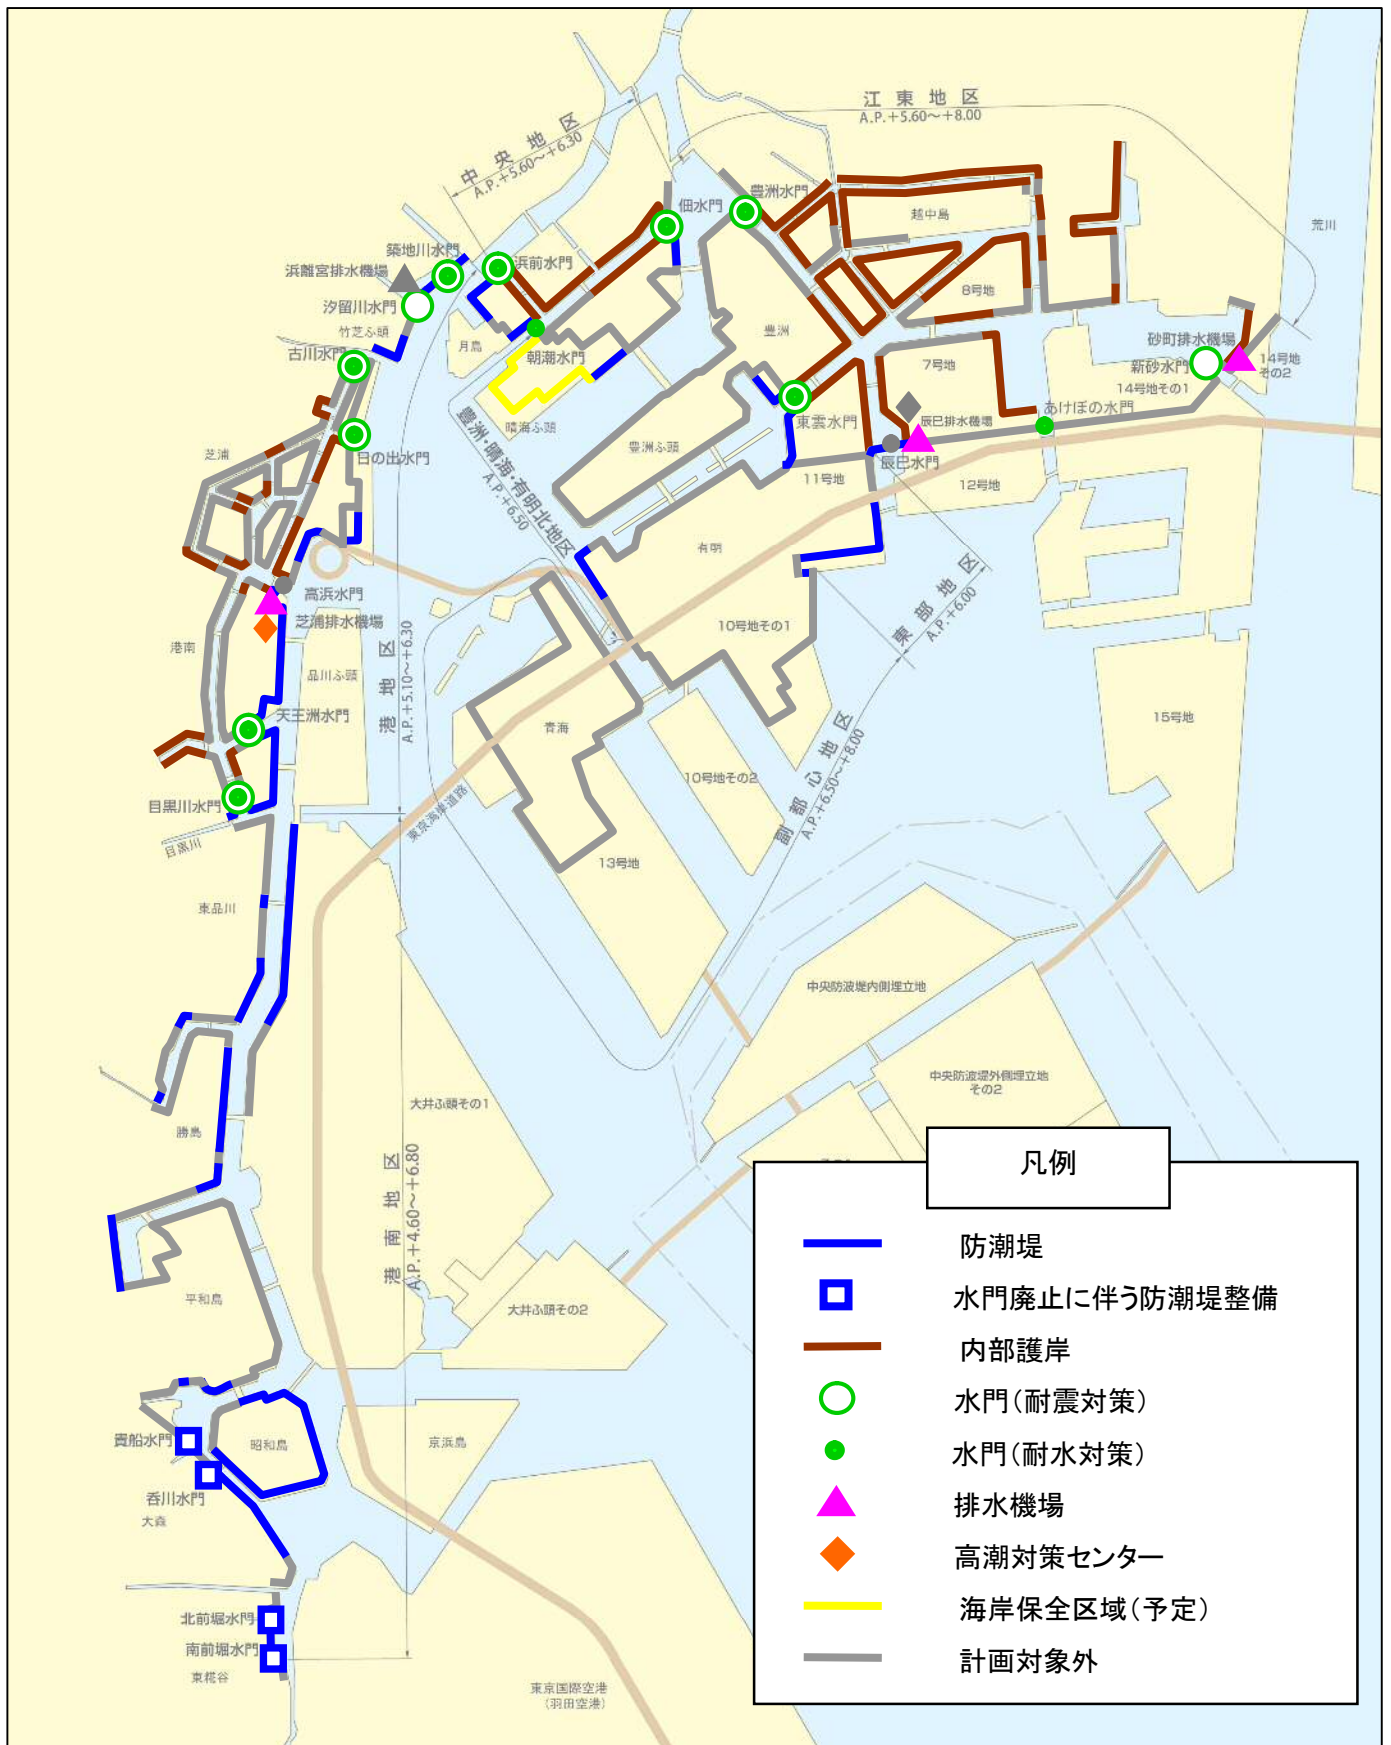 江東地区
A.P.+5.60～+8.00
中央地区
A.P.+5.60～+6.30
豊洲水門
佃水門
越中島
荒川
築地川水門
浜離宮排水機場
浜前水門
汐留川水門
竹芝ふ頭
8号地
豊洲
月島
朝潮水門
古川水門
砂町排水機場
新砂水門
14号地
その2
7号地
14号地その1
あけぼの水門
晴海ふ頭
東雲水門
辰巳排水機場
辰巳水門
豊洲ふ頭
芝浦
日の出水門
11号地
12号地
豊洲・晴海・有明北地区
A.P.+6.50
有明
東部地区
A.P.+6.00
高浜水門
芝浦排水機場
10号地その1
港南
品川ふ頭
港地区
A.P.+5.10～+6.30
天王洲水門
青海
15号地
10号地その2
副都心地区
A.P.+6.50～+8.00
目黒川水門
目黒川
東京湾岸道路
13号地
東品川
中央防波堤内側埋立地
中央防波堤外側埋立地
その2
大井ふ頭その1
勝島
港南地区
A.P.+4.60～+6.80
平和島
大井ふ頭その2
貴船水門
昭和島
京浜島
呑川水門
大森
北前堀水門
南前堀水門
東糀谷
東京国際空港
(羽田空港)
凡例
防潮堤
水門廃止に伴う防潮堤整備
内部護岸
水門(耐震対策)
水門(耐水対策)
排水機場
高潮対策センター
海岸保全区域(予定)
計画対象外